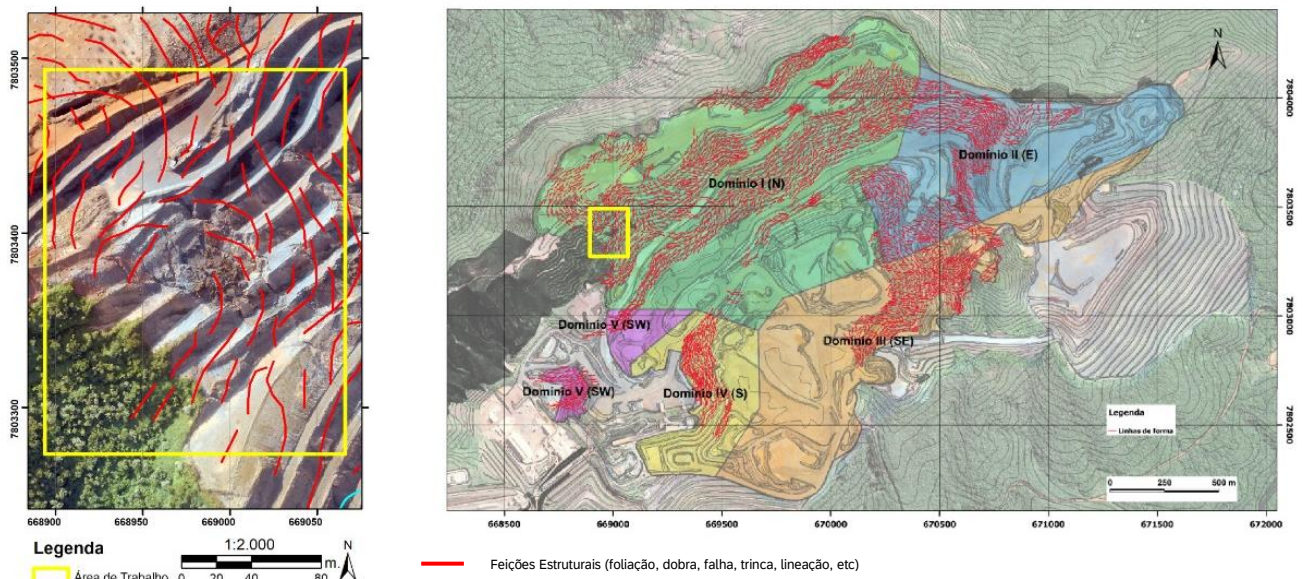 7803500
7803400
7803300
668900
668950
669000
669050
Legenda
Área de Trabalho
1:2.000
0
20
40
80
m.
N
N
7804000
7803500
7803000
7802500
Domínio I (N)
Domínio II (E)
Domínio V (SW)
Domínio III (SE)
Domínio V (SW)
Domínio IV (S)
Legenda
Linhas de forma
0
250
500 m
668500
669000
669500
670000
670500
671000
671500
672000
Feições Estruturais (foliação, dobra, falha, trinca, lineação, etc)